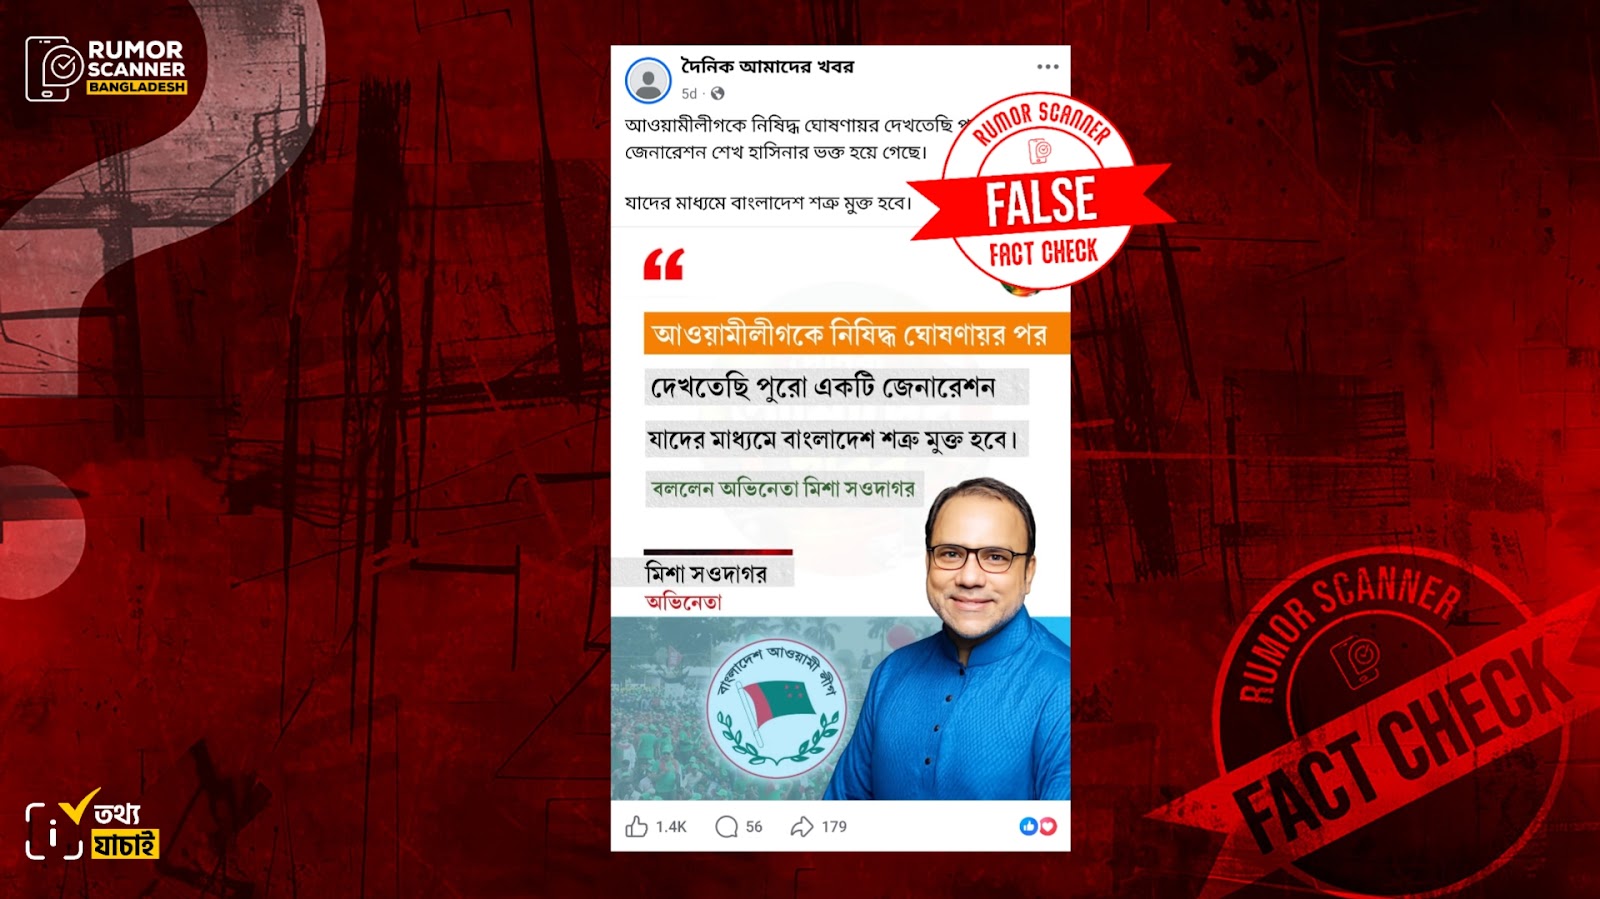 RUMOR
SCANNER
BANGLADESH
দৈনিক আমাদের খবর
5d
আওয়ামীলীগকে নিষিদ্ধ ঘোষণায়র দেখতেছি
জেনারেশন শেখ হাসিনার ভক্ত হয়ে গেছে।
যাদের মাধ্যমে বাংলাদেশ শত্রু মুক্ত হবে।
RUMOR SCANNER
FALSE
FACT CHECK
“
আওয়ামীলীগকে নিষিদ্ধ ঘোষণায়র পর
দেখতেছি পুরো একটি জেনারেশন
যাদের মাধ্যমে বাংলাদেশ শত্রু মুক্ত হবে।
বললেন অভিনেতা মিশা সওদাগর
মিশা সওদাগর
অভিনেতা
বাংলাদেশ আওয়ামী লীগ
1.4K 56 179
RUMOR SCANNER
FACT CHECK
তথ্য
যাচাই